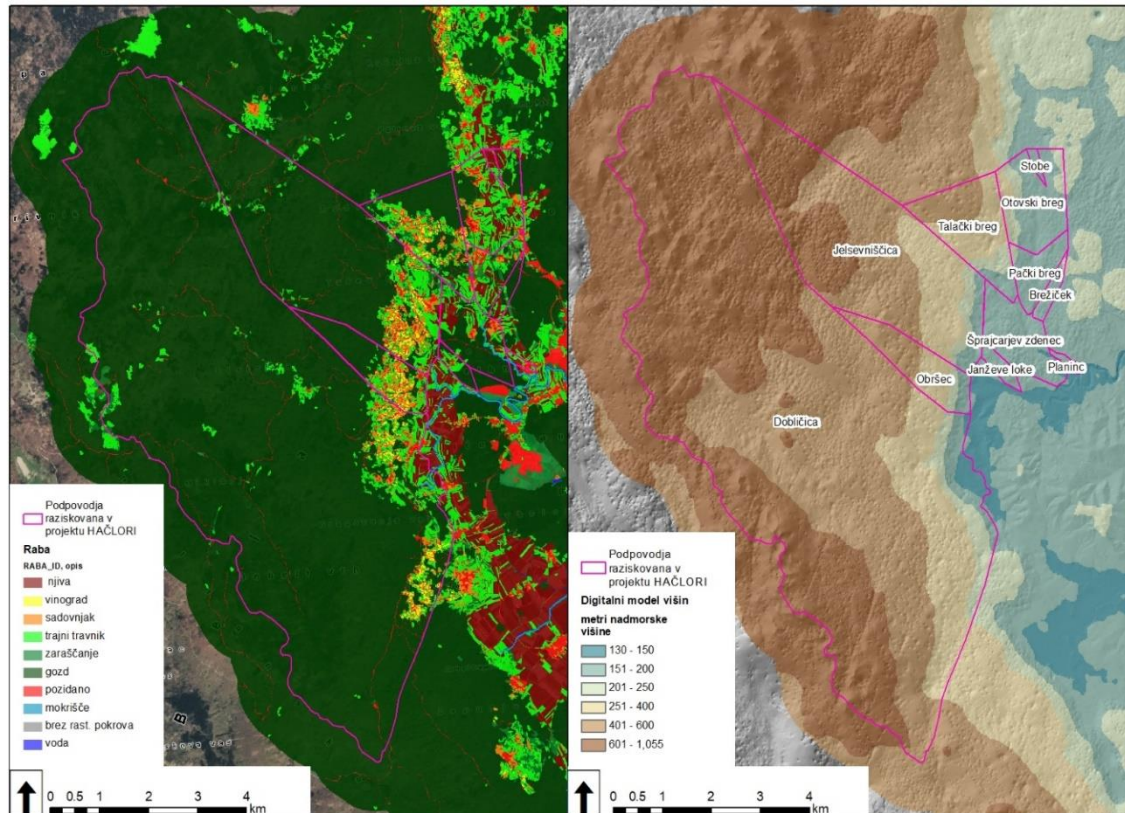 Podpovodja
raziskovana v
projektu HAČLORI
Raba
RABA_ID, opis
njiva
vinograd
sadovnjak
trajni travnik
zaraščanje
gozd
pozidano
mokrišče
brez rast. pokrova
voda
B
0 0.5 1 2 3 4
km
Stobe
Otovski breg
Talački breg
Jelsevniščica
Pački breg
Brežiček
Šprajcarjev zdenec
Janževe loke
Planinc
Obršec
Dobličica
Podpovodja
raziskovana v
projektu HAČLORI
Digitalni model višin
metri nadmorske
višine
130 - 150
151 - 200
201 - 250
251 - 400
401 - 600
601 - 1,055
0 0.5 1 2 3 4
km